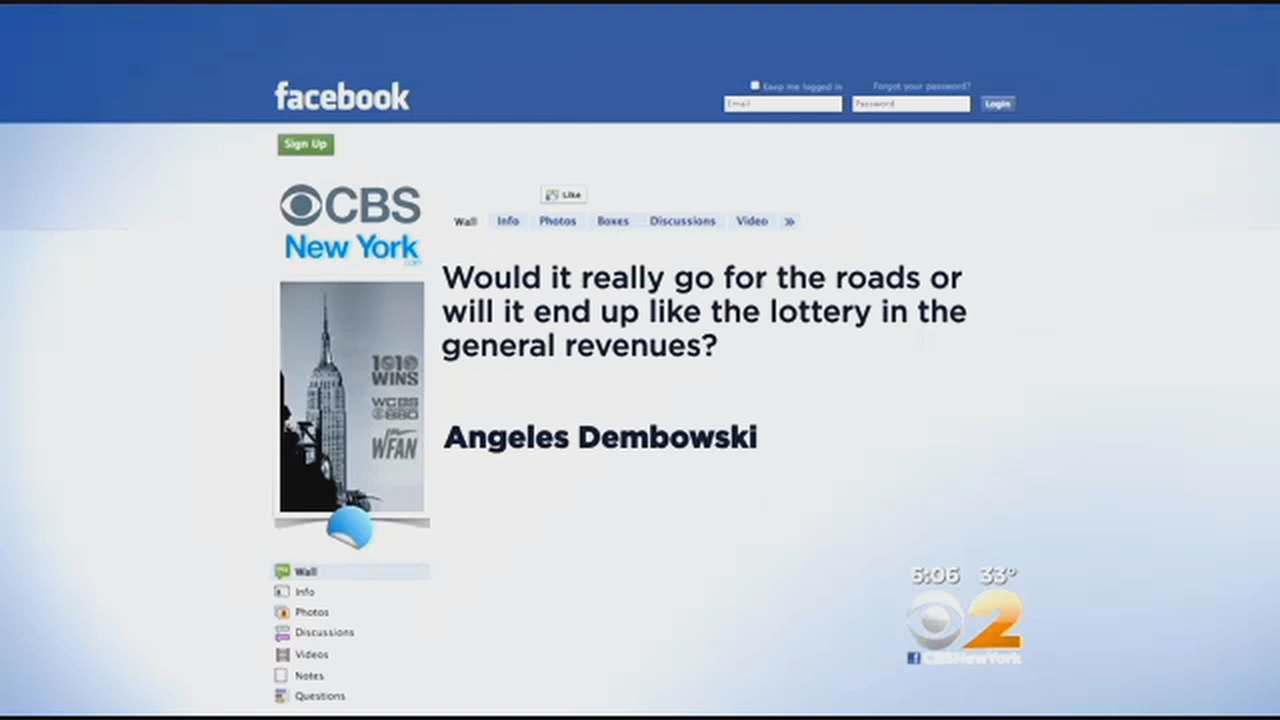 facebook
Keep me logged in
Forgot your password?
Email
Password
Login
Sign Up
CBS
New York
.com
Like
Wall Info Photos Boxes Discussions Video »
Would it really go for the roads or
will it end up like the lottery in the
general revenues?
Angeles Dembowski
1010
WINS
WCBS
880
WFAN
Wall
Info
Photos
Discussions
Videos
Notes
Questions
6:06 33°
2
f CBSNewYork